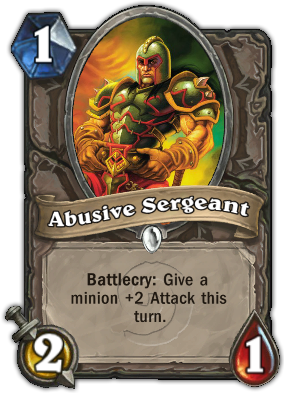 1
Abusive Sergeant
Battlecry: Give a
minion +2 Attack this
turn.
2
1